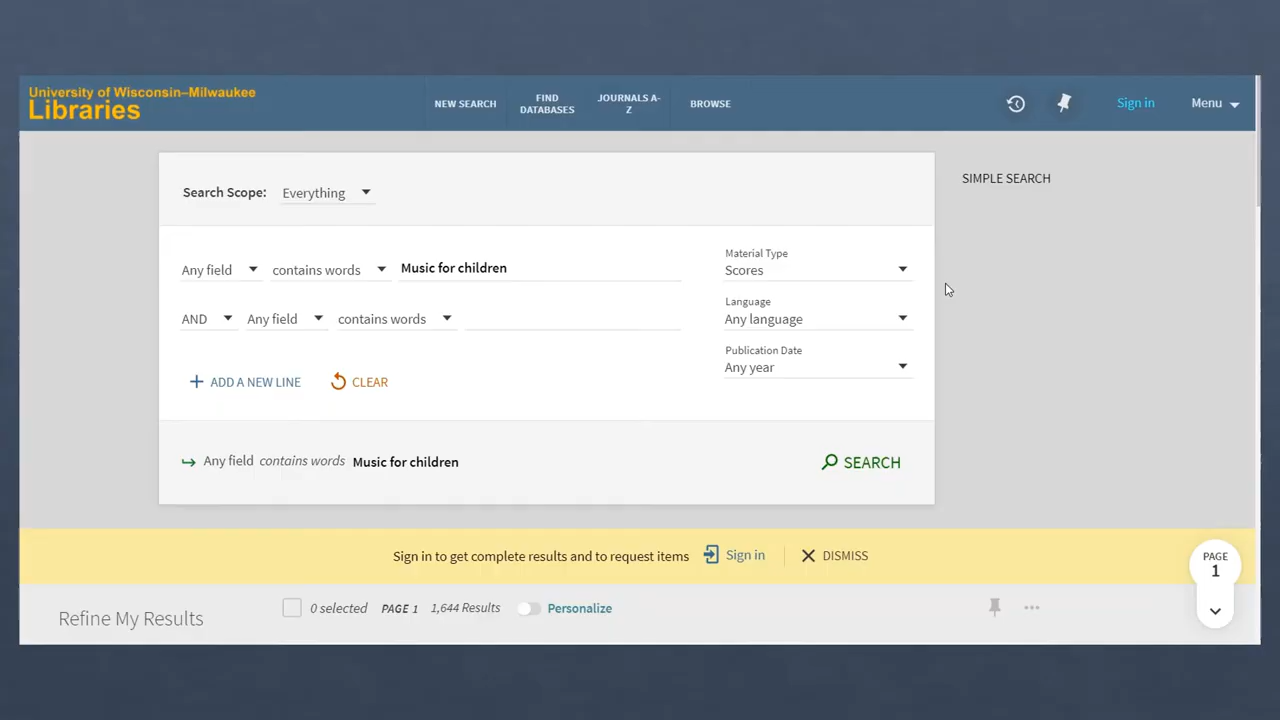 University of Wisconsin–Milwaukee
Libraries
NEW SEARCH
FIND
DATABASES
JOURNALS A-
Z
BROWSE
Sign in
Menu
Search Scope: Everything
SIMPLE SEARCH
Any field contains words Music for children
Material Type
Scores
AND Any field contains words
Language
Any language
Publication Date
Any year
ADD A NEW LINE CLEAR
Any field contains words Music for children
SEARCH
Sign in to get complete results and to request items Sign in DISMISS
PAGE
1
Refine My Results
0 selected PAGE 1 1,644 Results Personalize